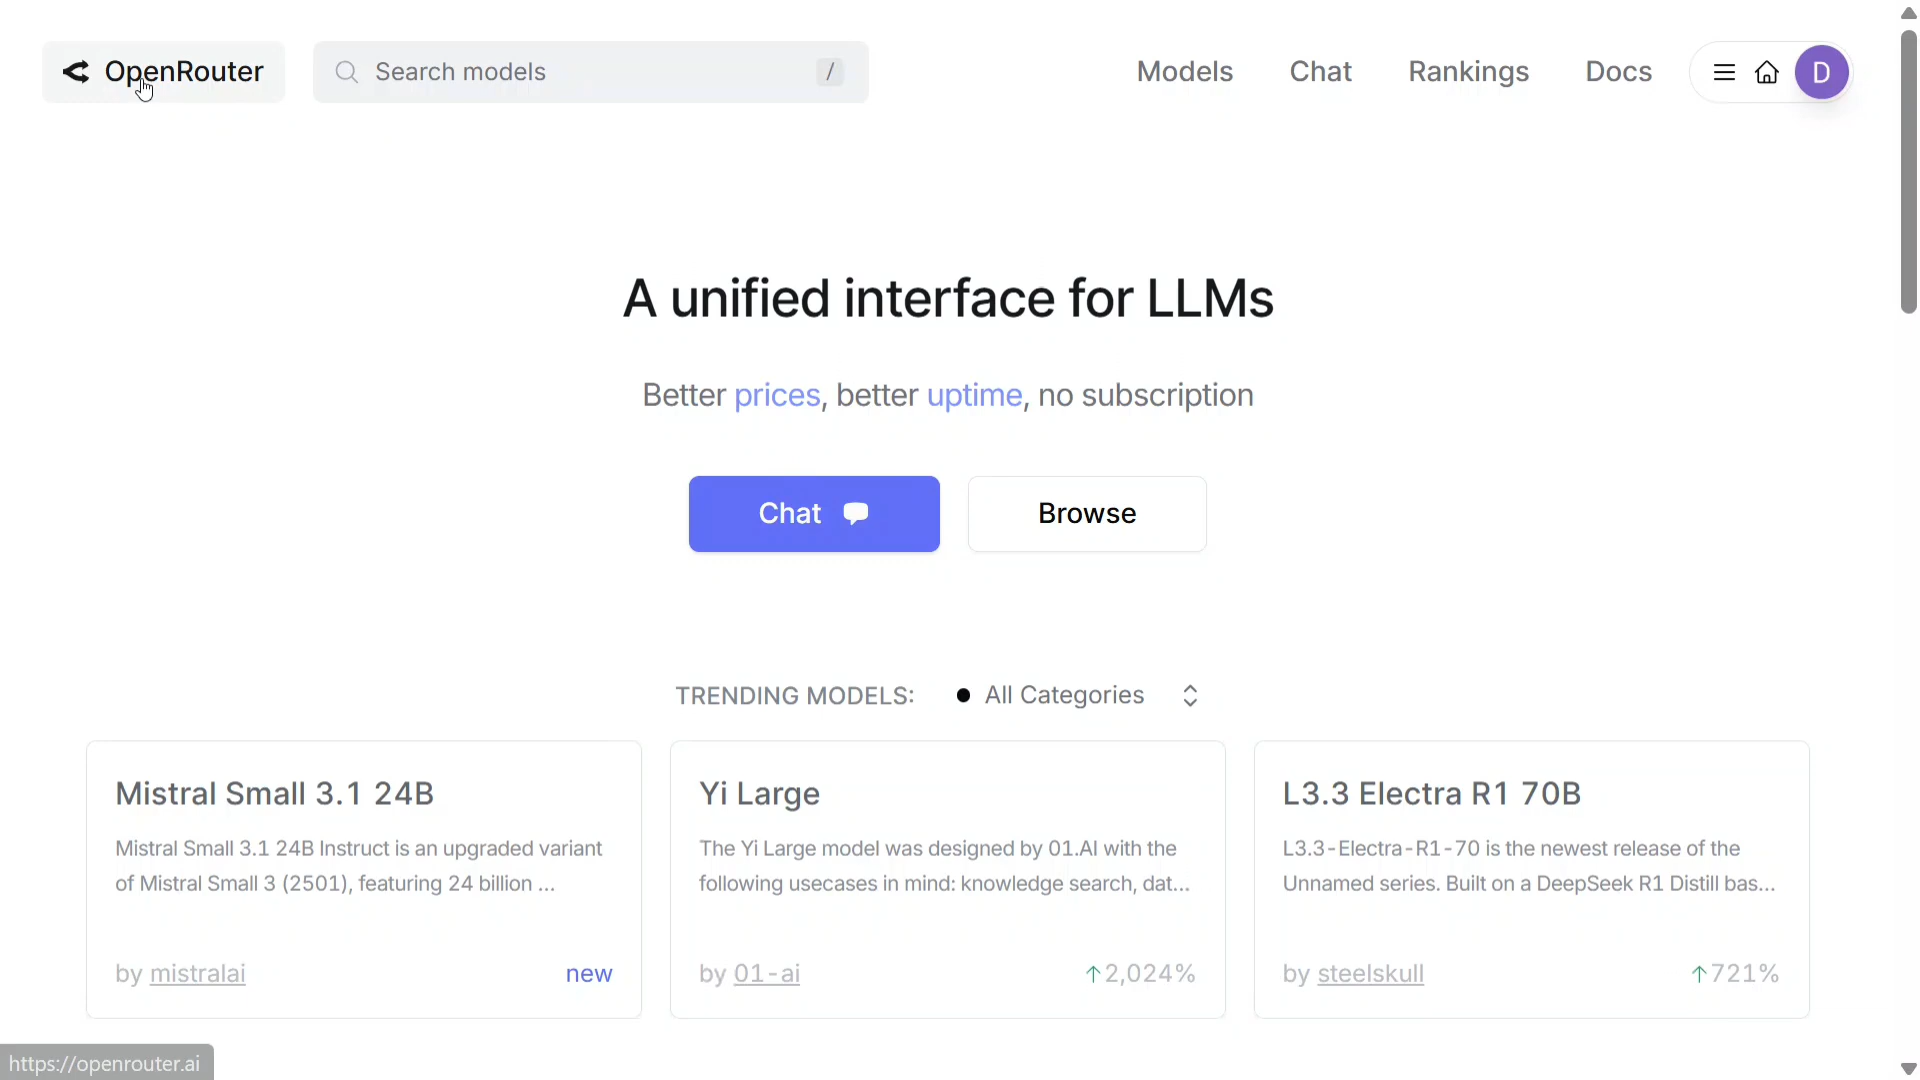 OpenRouter
Search models
/
Models
Chat
Rankings
Docs
D
A unified interface for LLMs
Better prices, better uptime, no subscription
Chat
Browse
TRENDING MODELS:
All Categories
Mistral Small 3.1 24B
Mistral Small 3.1 24B Instruct is an upgraded variant
of Mistral Small 3 (2501), featuring 24 billion ...
by mistralai
new
Yi Large
The Yi Large model was designed by 01.AI with the
following usecases in mind: knowledge search, dat...
by 01-ai
↑2,024%
L3.3 Electra R1 70B
L3.3-Electra-R1-70 is the newest release of the
Unnamed series. Built on a DeepSeek R1 Distill bas...
by steelskull
↑721%
https://openrouter.ai